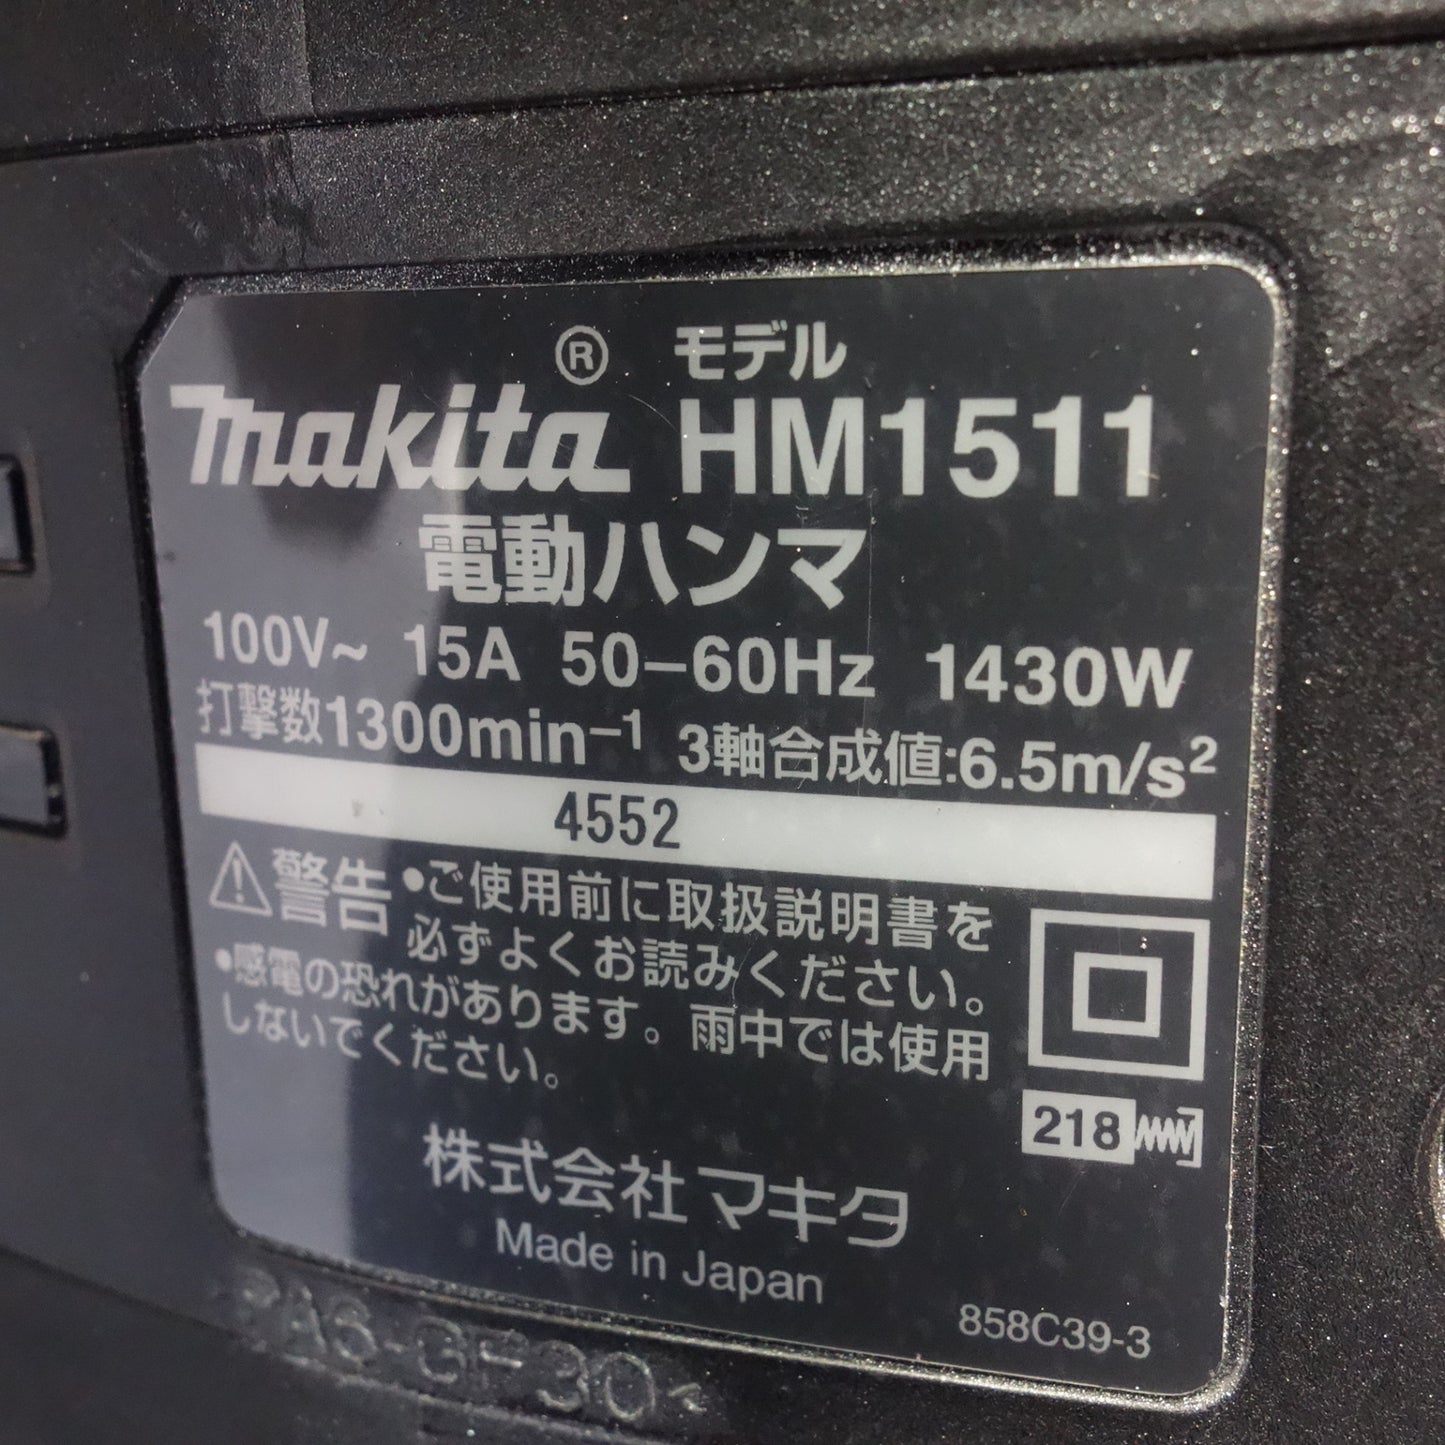 ® モデル
makita HM1511
電動ハンマ
100V~ 15A 50-60Hz 1430W
打撃数1300min⁻¹ 3軸合成値:6.5m/s²
4552
⚠警告 •ご使用前に取扱説明書を
必ずよくお読みください。
•感電の恐れがあります。雨中では使用
しないでください。
218
株式会社マキタ
Made in Japan
858C39-3
PA6-GF30